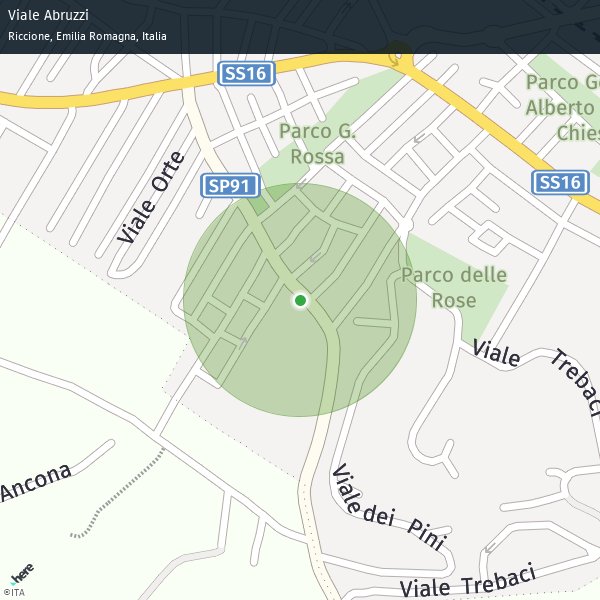 Viale Abruzzi
Riccione, Emilia Romagna, Italia
SS16
Parco Ge
Alberto
Chies
Parco G.
Rossa
Viale Orte
SP91
SS16
Parco delle
Rose
Viale Trebaci
Ancona
Viale dei Pini
Viale Trebaci
here
©ITA